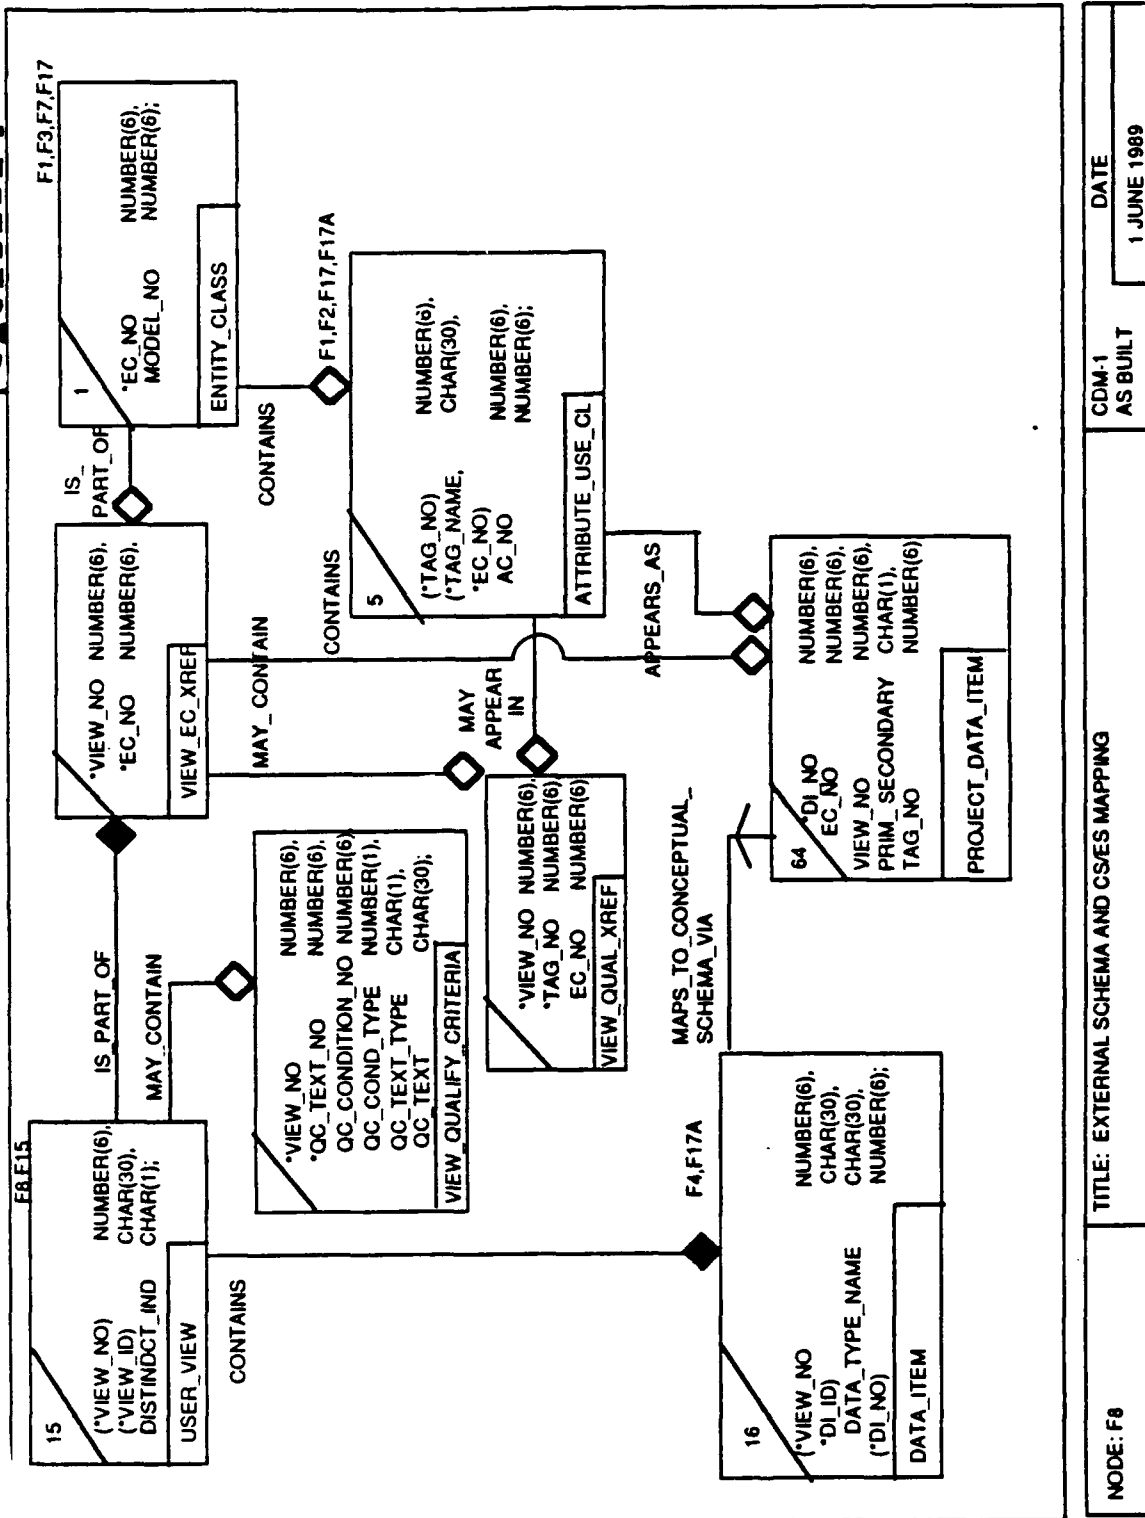 F8,F15
15
(*VIEW_NO) NUMBER(6),
(*VIEW_ID) CHAR(30),
DISTINDCT_IND CHAR(1);
USER_VIEW
IS_PART_OF
MAY_CONTAIN
CONTAINS
*VIEW_NO NUMBER(6),
*EC_NO NUMBER(6),
VIEW_EC_XREF
IS_
PART_OF
F1,F3,F7,F17
1
*EC_NO NUMBER(6),
MODEL_NO NUMBER(6);
ENTITY_CLASS
CONTAINS
MAY_CONTAIN
CONTAINS
*VIEW_NO NUMBER(6),
*QC_TEXT_NO NUMBER(6),
QC_CONDITION_NO NUMBER(6)
QC_COND_TYPE NUMBER(1),
QC_TEXT_TYPE CHAR(1),
QC_TEXT CHAR(30);
VIEW_QUALIFY_CRITERIA
F1,F2,F17,F17A
5
(*TAG_NO) NUMBER(6),
(*TAG_NAME, CHAR(30),
*EC_NO) NUMBER(6),
AC_NO NUMBER(6);
ATTRIBUTE_USE_CL
MAY
APPEAR
IN
*VIEW_NO NUMBER(6),
*TAG_NO NUMBER(6)
EC_NO NUMBER(6)
VIEW_QUAL_XREF
APPEARS_AS
MAPS_TO_CONCEPTUAL_
SCHEMA_VIA
F4,F17A
16
(*VIEW_NO NUMBER(6),
*DI_ID) CHAR(30),
DATA_TYPE_NAME CHAR(30),
(*DI_NO) NUMBER(6);
DATA_ITEM
64
*DI_NO NUMBER(6),
EC_NO NUMBER(6),
VIEW_NO NUMBER(6),
PRIM_SECONDARY CHAR(1),
TAG_NO NUMBER(6)
PROJECT_DATA_ITEM
NODE: F8
TITLE: EXTERNAL SCHEMA AND CS/ES MAPPING
CDM-1
AS BUILT
DATE
1 JUNE 1989